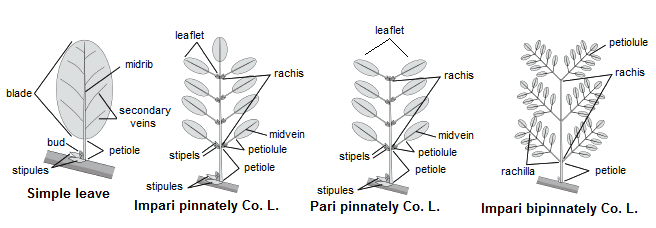 blade
midrib
secondary
veins
bud
petiole
stipules
Simple leave
leaflet
rachis
midvein
petiolule
stipels
petiole
stipules
Impari pinnately Co. L.
leaflet
rachis
midvein
petiolule
stipels
petiole
stipules
Pari pinnately Co. L.
petiolule
rachis
rachilla
petiole
Impari bipinnately Co. L.